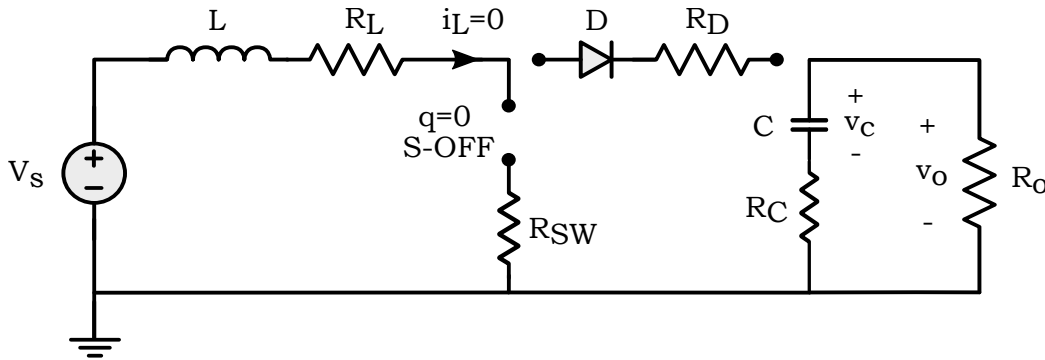 L
R_L
i_L=0
D
R_D
q=0
S-OFF
C
+
v_C
-
+
v_o
-
R_o
V_s
+
−
R_SW
R_C